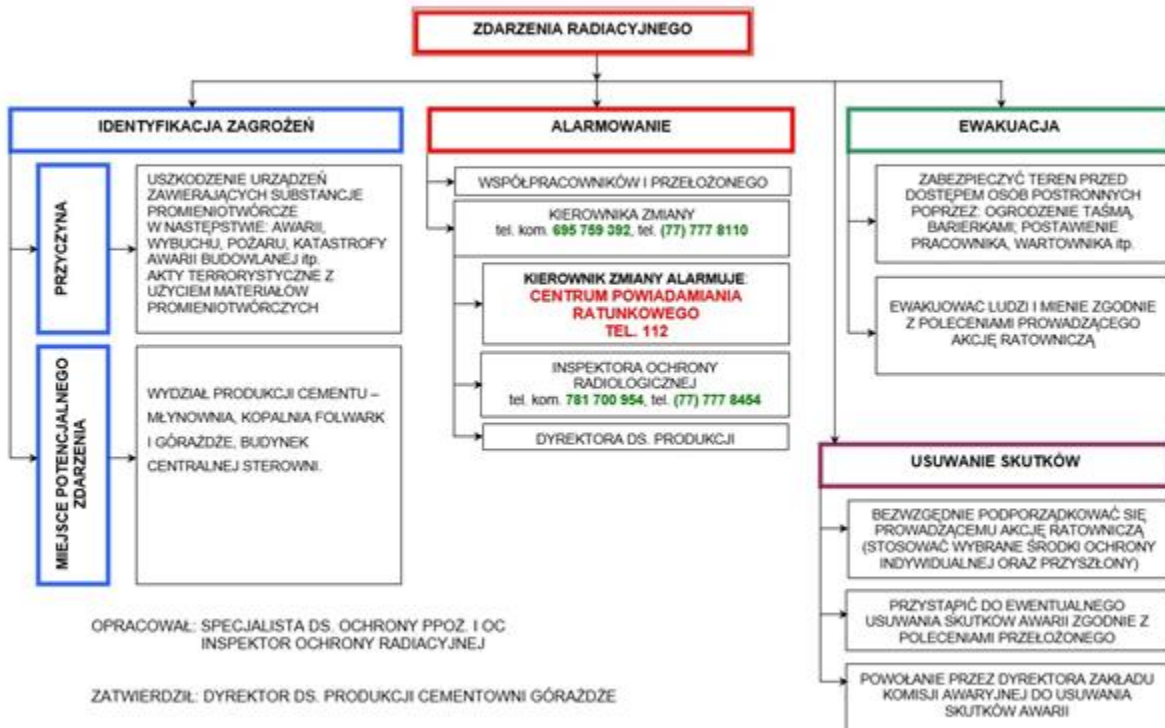 ZDARZENIA RADIACYJNEGO
IDENTYFIKACJA ZAGROŻEŃ
PRZYCZYNA
USZKODZENIE URZĄDZEŃ
ZAWIERAJĄCYCH SUBSTANCJE
PROMIENIOTWÓRCZE
W NASTĘPSTWIE: AWARII,
WYBUCHU, POŻARU, KATASTROFY
AWARII BUDOWLANEJ itp.
AKTY TERRORYSTYCZNE Z
UŻYCIEM MATERIAŁÓW
PROMIENIOTWÓRCZYCH
MIEJSCE POTENCJALNEGO
ZDARZENIA
WYDZIAŁ PRODUKCJI CEMENTU –
MŁYNOWNIA, KOPALNIA FOLWARK
I GÓRAŻDŻE, BUDYNEK
CENTRALNEJ STEROWNI.
ALARMOWANIE
WSPÓŁPRACOWNIKÓW I PRZEŁOŻONEGO
KIEROWNIKA ZMIANY
tel. kom. 695 759 392, tel. (77) 777 8110
KIEROWNIK ZMIANY ALARMUJE:
CENTRUM POWIADAMIANIA
RATUNKOWEGO
TEL. 112
INSPEKTORA OCHRONY
RADIOLOGICZNEJ
tel. kom. 781 700 954, tel. (77) 777 8454
DYREKTORA DS. PRODUKCJI
EWAKUACJA
ZABEZPIECZYĆ TEREN PRZED
DOSTĘPEM OSÓB POSTRONNYCH
POPRZEZ: OGRODZENIE TAŚMĄ,
BARIERKAMI; POSTAWIENIE
PRACOWNIKA, WARTOWNIKA itp.
EWAKUOWAĆ LUDZI I MIENIE ZGODNIE
Z POLECENIAMI PROWADZĄCEGO
AKCJĘ RATOWNICZĄ
USUWANIE SKUTKÓW
BEZWZGĘDNIE PODPORZĄDKOWAĆ SIĘ
PROWADZĄCEMU AKCJĘ RATOWNICZĄ
(STOSOWAĆ WYBRANE ŚRODKI OCHRONY
INDYWIDUALNEJ ORAZ PRZYSZŁONY)
PRZYSTĄPIĆ DO EWENTUALNEGO
USUWANIA SKUTKÓW AWARII ZGODNIE Z
POLECENIAMI PRZEŁOŻONEGO
POWOŁANIE PRZEZ DYREKTORA ZAKŁADU
KOMISJI AWARYJNEJ DO USUWANIA
SKUTKÓW AWARII
OPRACOWAŁ: SPECJALISTA DS. OCHRONY PPOŻ. I OC
INSPEKTOR OCHRONY RADIACYJNEJ
ZATWIERDZIŁ: DYREKTOR DS. PRODUKCJI CEMENTOWNI GÓRAŻDŻE